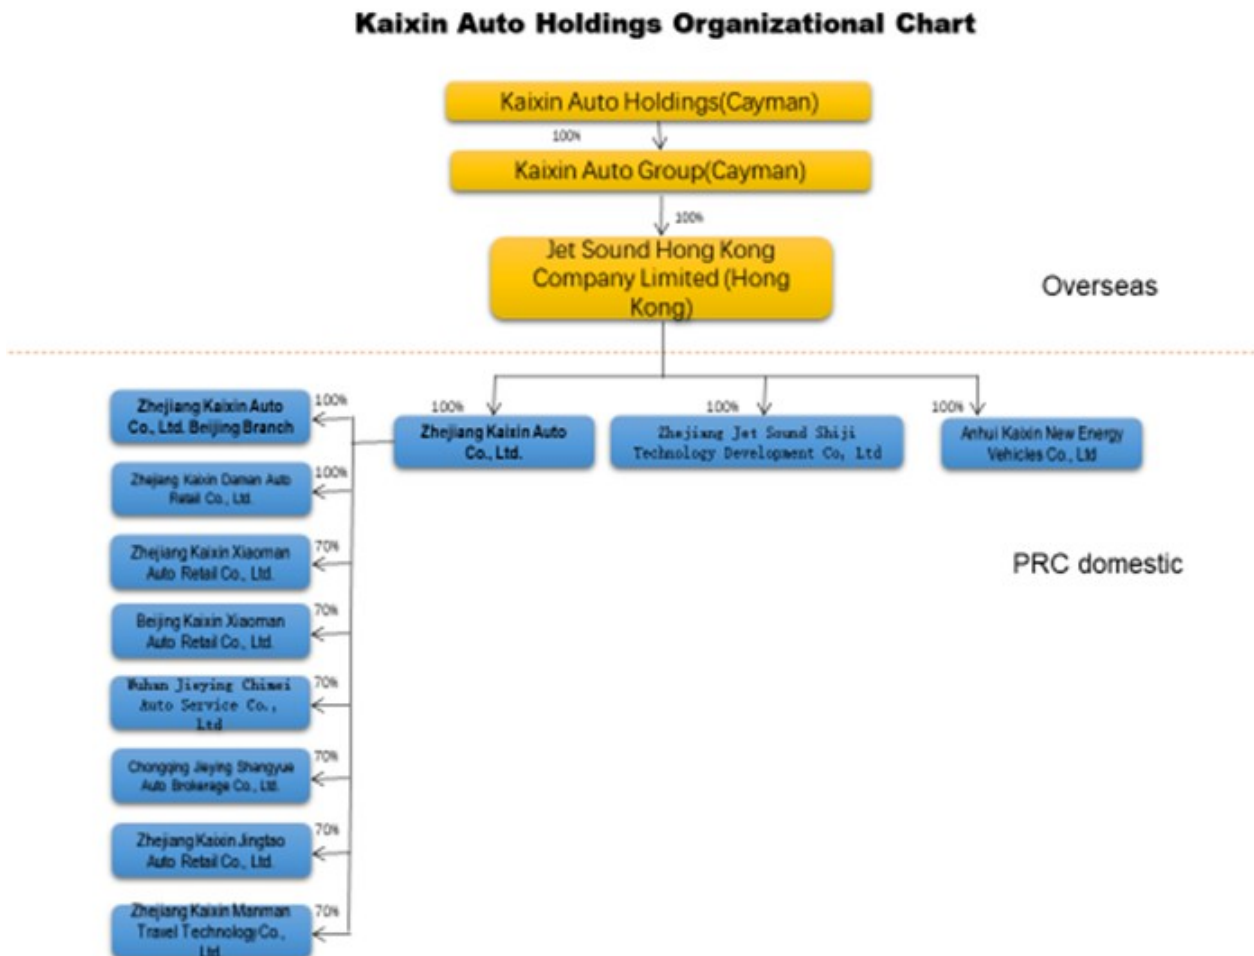 Kaixin Auto Holdings Organizational Chart
Kaixin Auto Holdings(Cayman)
100%
Kaixin Auto Group(Cayman)
100%
Jet Sound Hong Kong
Company Limited (Hong
Kong)
Overseas
100%
Zhejiang Kaixin Auto
Co., Ltd.
100%
Zhejiang Jet Sound Shiji
Technology Development Co, Ltd
100%
Anhui Kaixin New Energy
Vehicles Co., Ltd
PRC domestic
Zhejiang Kaixin Auto
Co., Ltd. Beijing Branch
100%
Zhejiang Kaixin Daman Auto
Retail Co., Ltd.
100%
Zhejiang Kaixin Xiaoman
Auto Retail Co., Ltd.
70%
Beijing Kaixin Xiaoman
Auto Retail Co., Ltd.
70%
Wuhan Jieying Chimei
Auto Service Co.,
Ltd
70%
Chongqing Jieying Shangyue
Auto Brokerage Co., Ltd.
70%
Zhejiang Kaixin Jingtao
Auto Retail Co., Ltd.
70%
Zhejiang Kaixin Manman
Travel Technology Co.,
Ltd.
70%